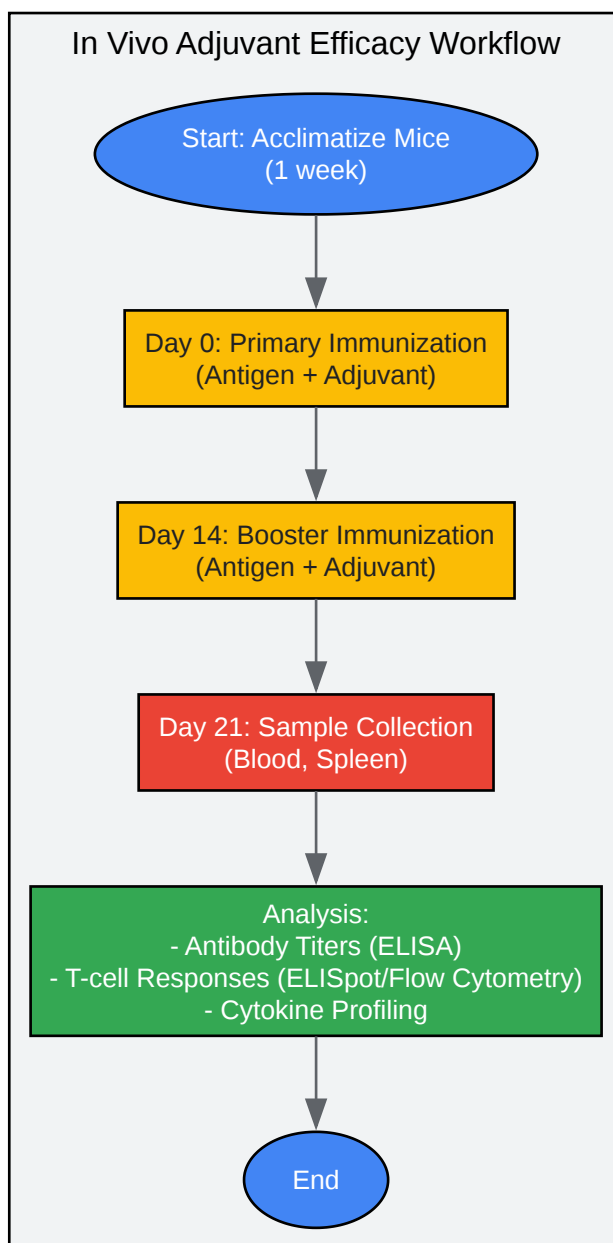 In Vivo Adjuvant Efficacy Workflow
Start: Acclimatize Mice
(1 week)
Day 0: Primary Immunization
(Antigen + Adjuvant)
Day 14: Booster Immunization
(Antigen + Adjuvant)
Day 21: Sample Collection
(Blood, Spleen)
Analysis:
- Antibody Titers (ELISA)
- T-cell Responses (ELISpot/Flow Cytometry)
- Cytokine Profiling
End